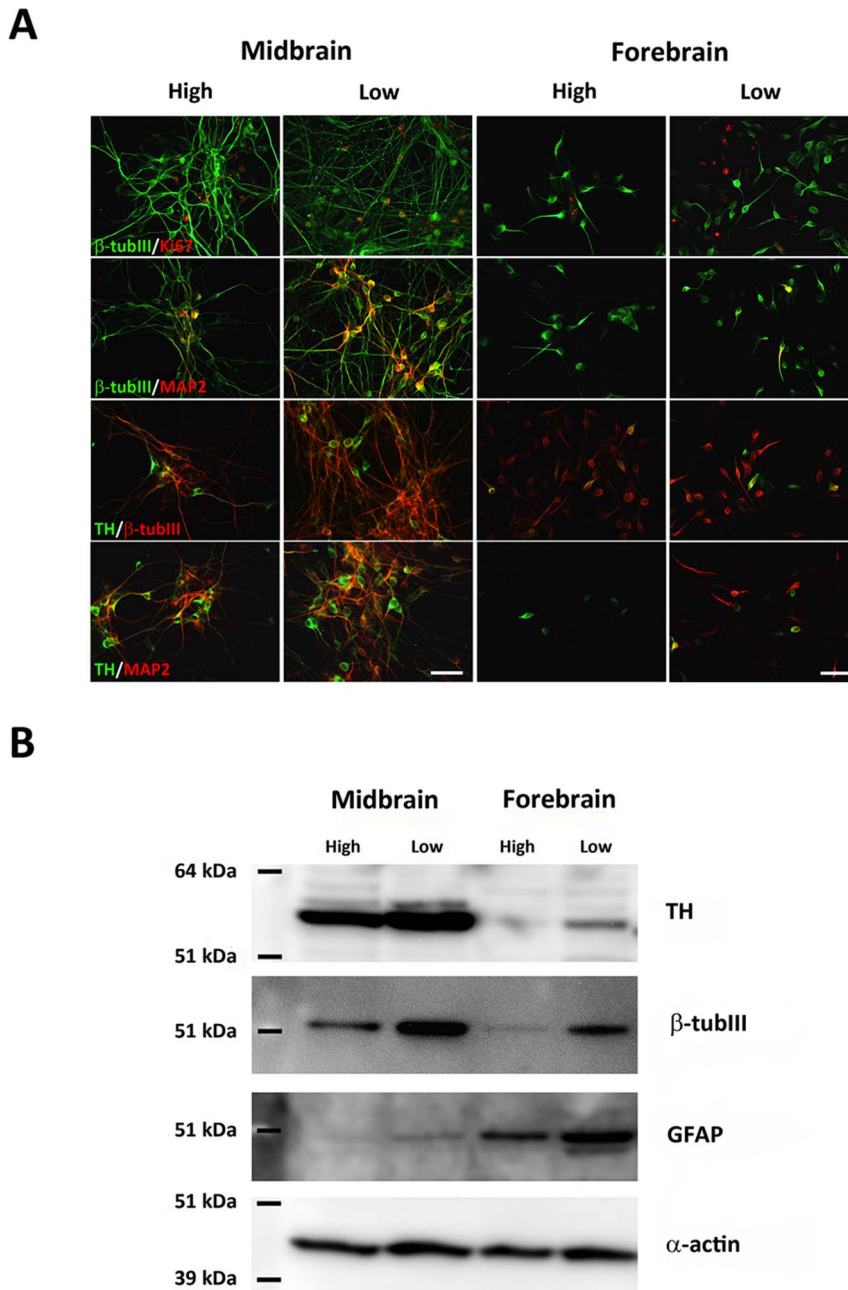 A
Midbrain Forebrain
High Low High Low
β-tubIII/Ki67
β-tubIII/MAP2
TH/β-tubIII
TH/MAP2
B
Midbrain Forebrain
High Low High Low
64 kDa
TH
51 kDa
51 kDa β-tubIII
51 kDa GFAP
51 kDa
α-actin
39 kDa